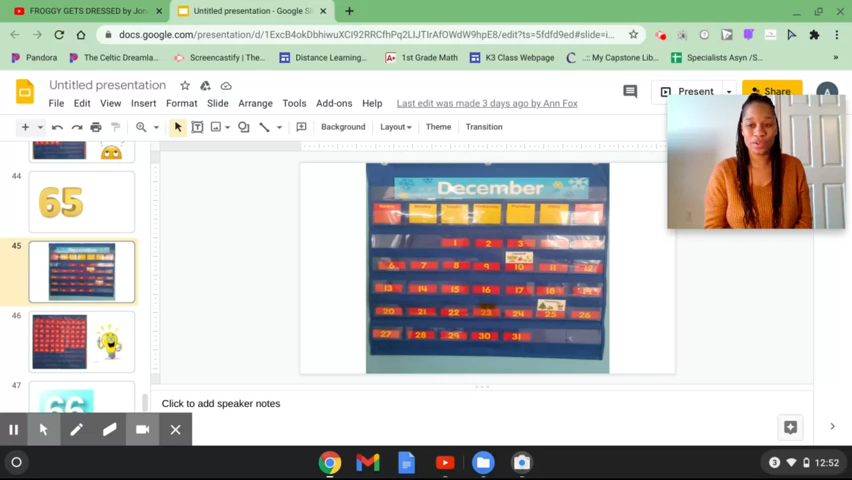 FROGGY GETS DRESSED by Jon
Untitled presentation - Google Sl
docs.google.com/presentation/d/1ExcB4okDbhiwuXCI92RRCfhPq2LIJTIrAfOWdW9hpE8/edit?ts=5fdfd9ed#slide=i...
Pandora
The Celtic Dreamla...
Screencastify | The...
Distance Learning...
1st Grade Math
K3 Class Webpage
..:: My Capstone Lib...
Specialists Asyn /S...
Untitled presentation
Present
Share
A
File Edit View Insert Format Slide Arrange Tools Add-ons Help
Last edit was made 3 days ago by Ann Fox
Background Layout Theme Transition
44
65
45
46
47
66
December
1 2 3
6 7 8 9 10 11 12
13 14 15 16 17 18 19
20 21 22 23 24 25 26
27 28 29 30 31
Click to add speaker notes
3
12:52